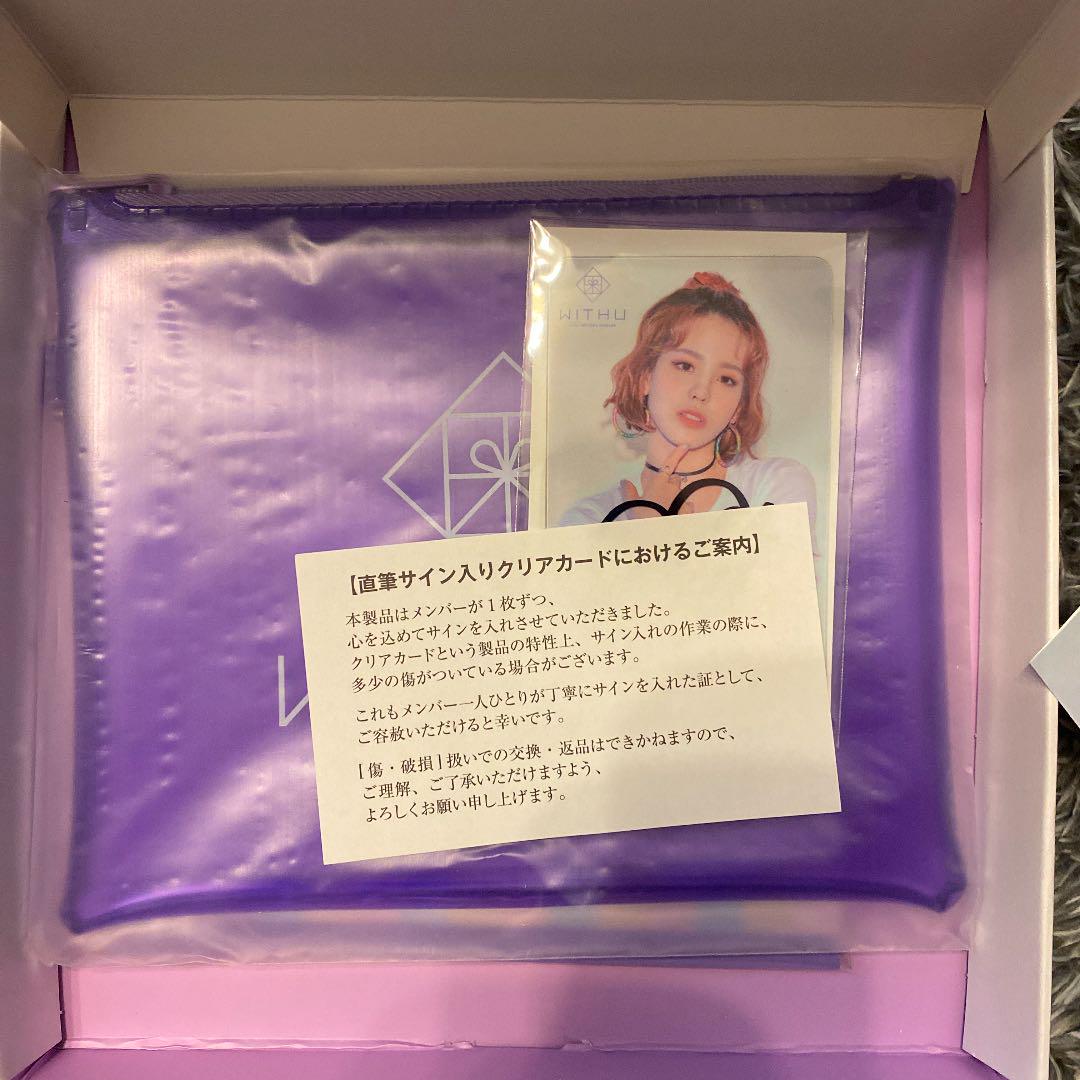 WITHU
【直筆サイン入りクリアカードにおけるご案内】
本製品はメンバーが1枚ずつ、
心を込めてサインを入れさせていただきました。
クリアカードという製品の特性上、サイン入れの作業の際に、
多少の傷がついている場合がございます。
これもメンバー一人ひとりが丁寧にサインを入れた証として、
ご容赦いただけると幸いです。
[傷・破損]扱いでの交換・返品はできかねますので、
ご理解、ご了承いただけますよう、
よろしくお願い申し上げます。